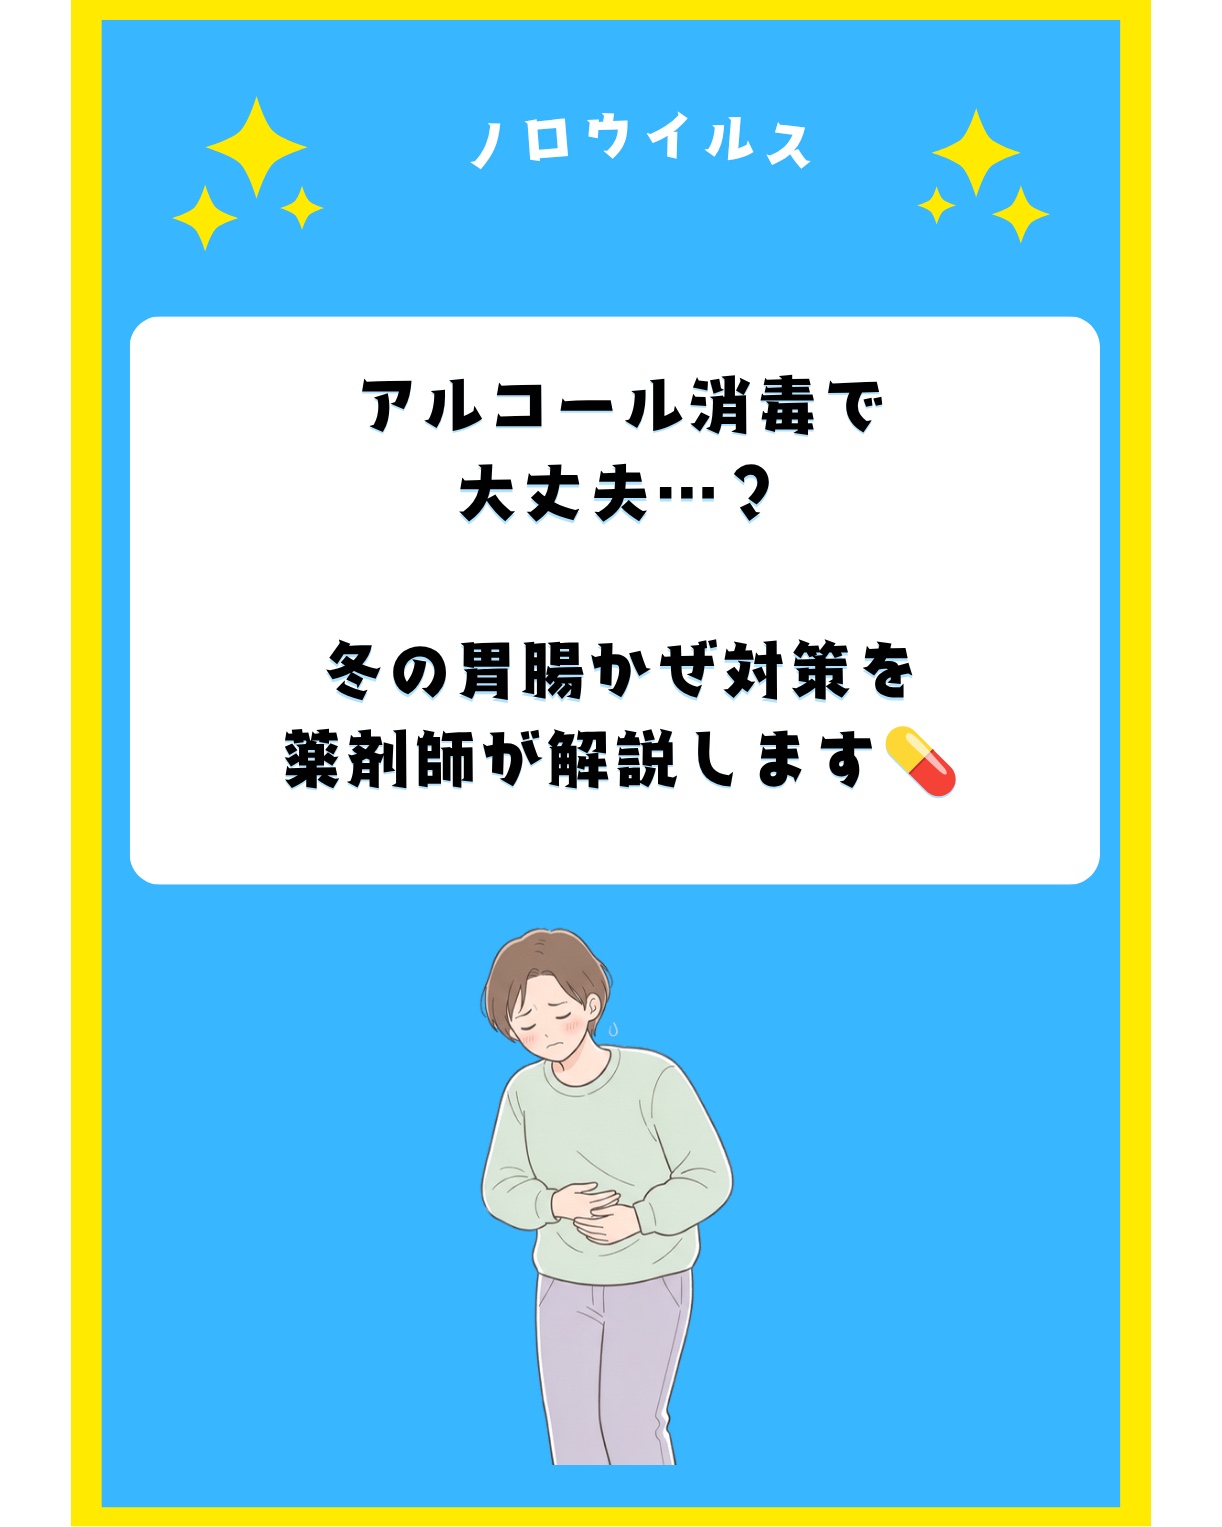 ノロウイルス
アルコール消毒で
大丈夫…？
冬の胃腸かぜ対策を
薬剤師が解説します💊